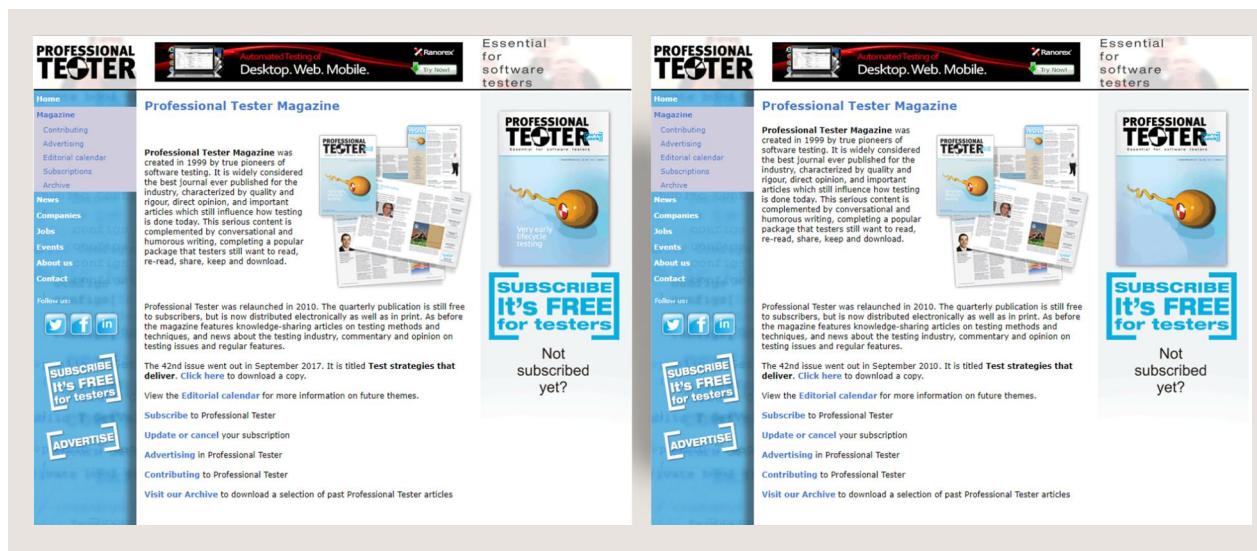 PROFESSIONAL
TESTER
Automated Testing of
Desktop. Web. Mobile.
Ranorex
Try Now!
Essential
for
software
testers
Home
Magazine
Contributing
Advertising
Editorial calendar
Subscriptions
Archive
News
Companies
Jobs
Events
About us
Contact
Follow us:
SUBSCRIBE
It's FREE
for testers
ADVERTISE
Professional Tester Magazine
Professional Tester Magazine was
created in 1999 by true pioneers of
software testing. It is widely considered
the best journal ever published for the
industry, characterized by quality and
rigour, direct opinion, and important
articles which still influence how testing
is done today. This serious content is
complemented by conversational and
humorous writing, completing a popular
package that testers still want to read,
re-read, share, keep and download.
PROFESSIONAL
TESTER
Professional Tester was relaunched in 2010. The quarterly publication is still free
to subscribers, but is now distributed electronically as well as in print. As before
the magazine features knowledge-sharing articles on testing methods and
techniques, and news about the testing industry, commentary and opinion on
testing issues and regular features.
The 42nd issue went out in September 2017. It is titled Test strategies that
deliver. Click here to download a copy.
View the Editorial calendar for more information on future themes.
Subscribe to Professional Tester
Update or cancel your subscription
Advertising in Professional Tester
Contributing to Professional Tester
Visit our Archive to download a selection of past Professional Tester articles
PROFESSIONAL
TESTER
Essential for software testers
Very early
lifecycle
testing
SUBSCRIBE
It's FREE
for testers
Not
subscribed
yet?
PROFESSIONAL
TESTER
Automated Testing of
Desktop. Web. Mobile.
Ranorex
Try Now!
Essential
for
software
testers
Home
Magazine
Contributing
Advertising
Editorial calendar
Subscriptions
Archive
News
Companies
Jobs
Events
About us
Contact
Follow us:
SUBSCRIBE
It's FREE
for testers
ADVERTISE
Professional Tester Magazine
Professional Tester Magazine was
created in 1999 by true pioneers of
software testing. It is widely considered
the best journal ever published for the
industry, characterized by quality and
rigour, direct opinion, and important
articles which still influence how testing
is done today. This serious content is
complemented by conversational and
humorous writing, completing a popular
package that testers still want to read,
re-read, share, keep and download.
PROFESSIONAL
TESTER
Professional Tester was relaunched in 2010. The quarterly publication is still free
to subscribers, but is now distributed electronically as well as in print. As before
the magazine features knowledge-sharing articles on testing methods and
techniques, and news about the testing industry, commentary and opinion on
testing issues and regular features.
The 42nd issue went out in September 2010. It is titled Test strategies that
deliver. Click here to download a copy.
View the Editorial calendar for more information on future themes.
Subscribe to Professional Tester
Update or cancel your subscription
Advertising in Professional Tester
Contributing to Professional Tester
Visit our Archive to download a selection of past Professional Tester articles
PROFESSIONAL
TESTER
Essential for software testers
SUBSCRIBE
It's FREE
for testers
Not
subscribed
yet?